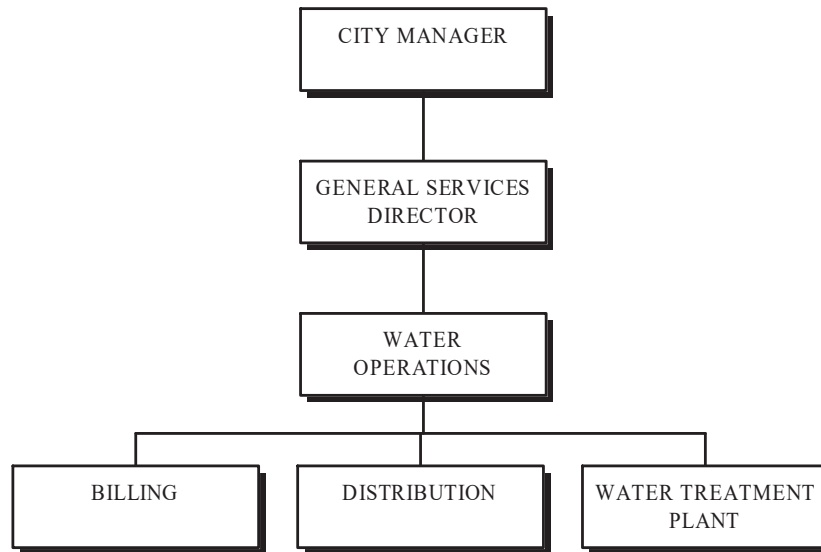 CITY MANAGER
GENERAL SERVICES
DIRECTOR
WATER
OPERATIONS
BILLING
DISTRIBUTION
WATER TREATMENT
PLANT